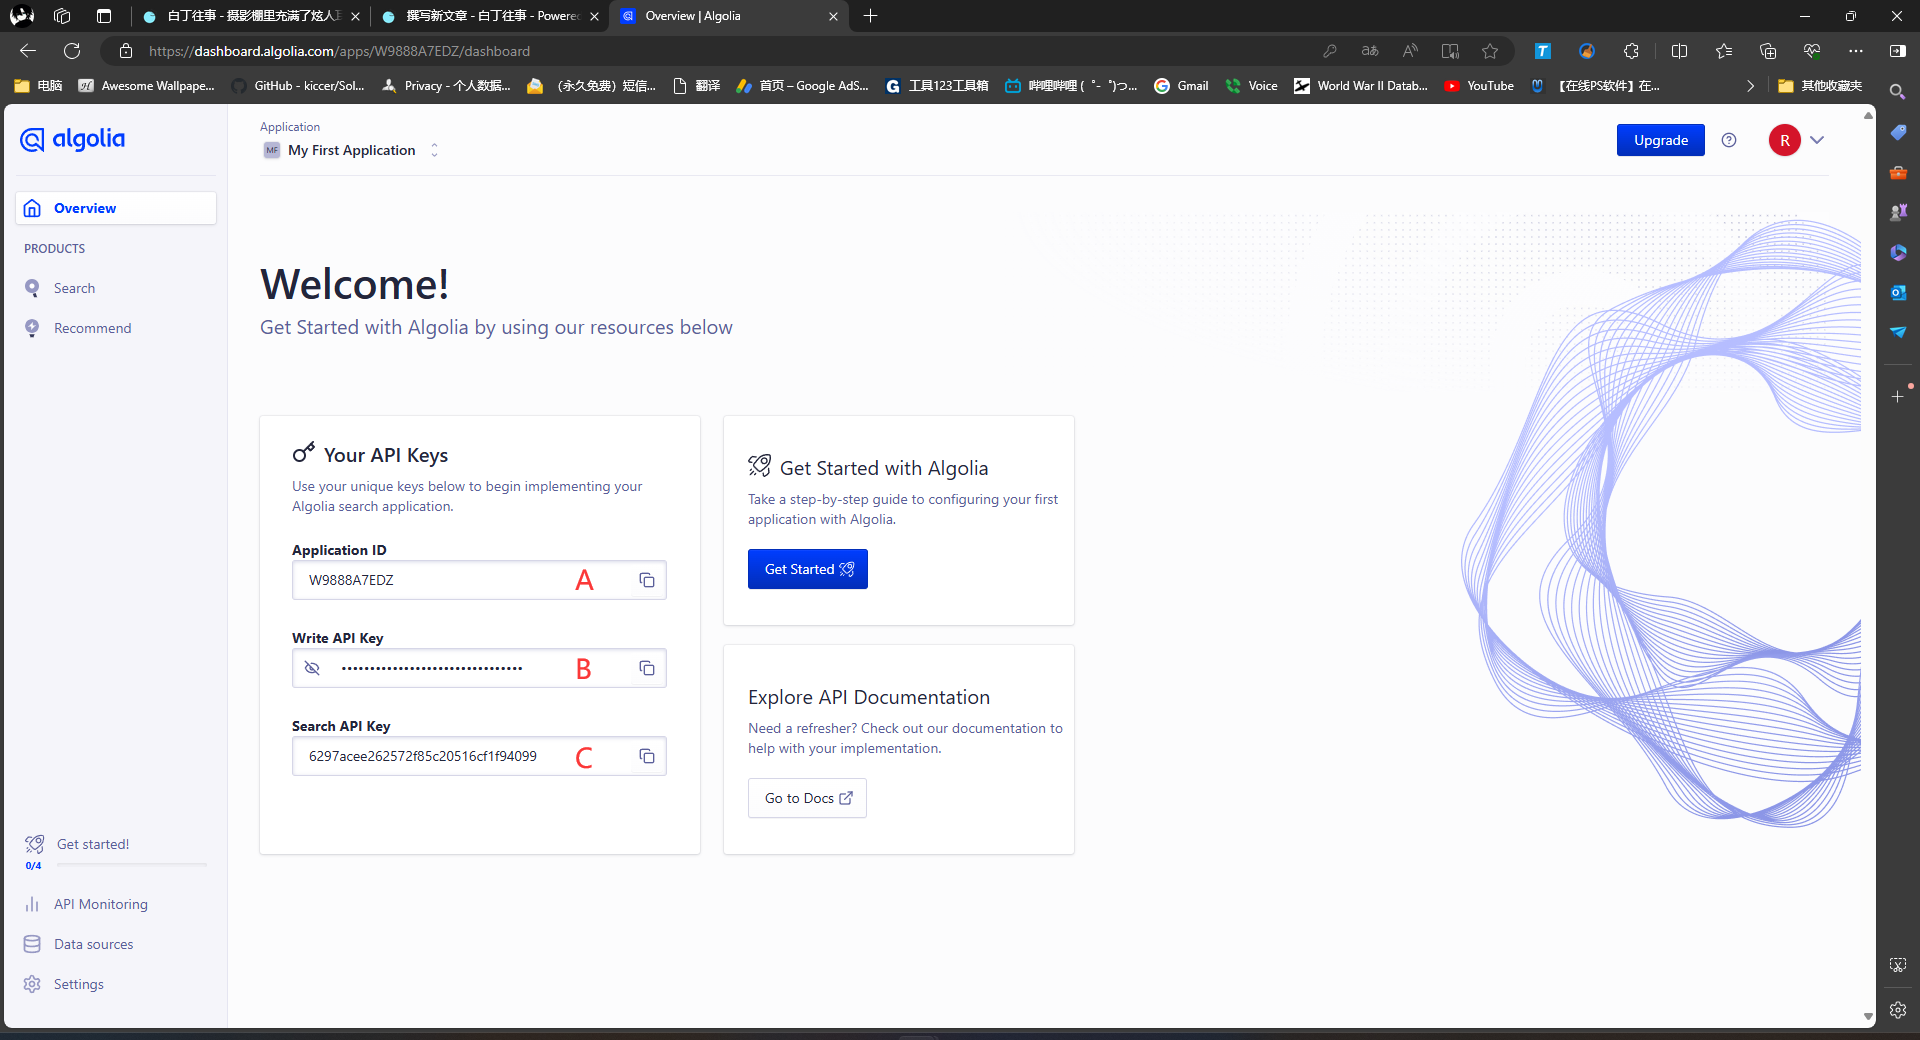 白丁往事 - 摄影棚里充满了炫人
撰写新文章 - 白丁往事 - Powere
Overview | Algolia
https://dashboard.algolia.com/apps/W9888A7EDZ/dashboard
电脑
Awesome Wallpape...
GitHub - kiccer/Sol...
Privacy - 个人数据...
（永久免费）短信...
翻译
首页 – Google AdS...
工具123工具箱
哔哩哔哩 ( ゜- ゜)つ...
Gmail
Voice
World War II Datab...
YouTube
【在线PS软件】在...
其他收藏夹
algolia
Application
MF
My First Application
Upgrade
R
Overview
PRODUCTS
Search
Recommend
Welcome!
Get Started with Algolia by using our resources below
Your API Keys
Use your unique keys below to begin implementing your
Algolia search application.
Application ID
W9888A7EDZ
A
Write API Key
•••••••••••••••••••••••••••••••• B
Search API Key
6297acee262572f85c20516cf1f94099
C
Get Started with Algolia
Take a step-by-step guide to configuring your first
application with Algolia.
Get Started
Explore API Documentation
Need a refresher? Check out our documentation to
help with your implementation.
Go to Docs
Get started!
0/4
API Monitoring
Data sources
Settings